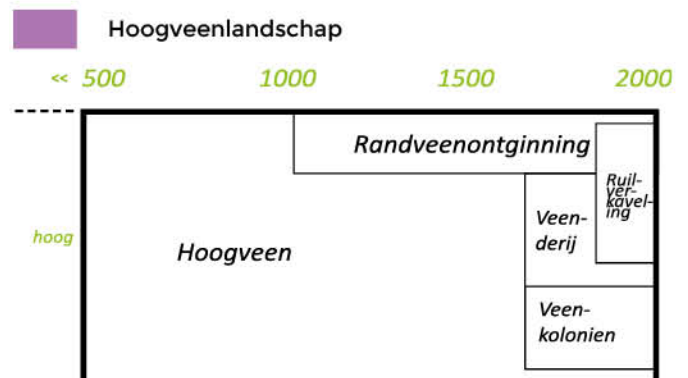 Hoogveenlandschap
<< 500 1000 1500 2000
Randveenontginning
Ruil-
ver-
kavel-
ing
Veen-
derij
hoog
Hoogveen
Veen-
kolonien